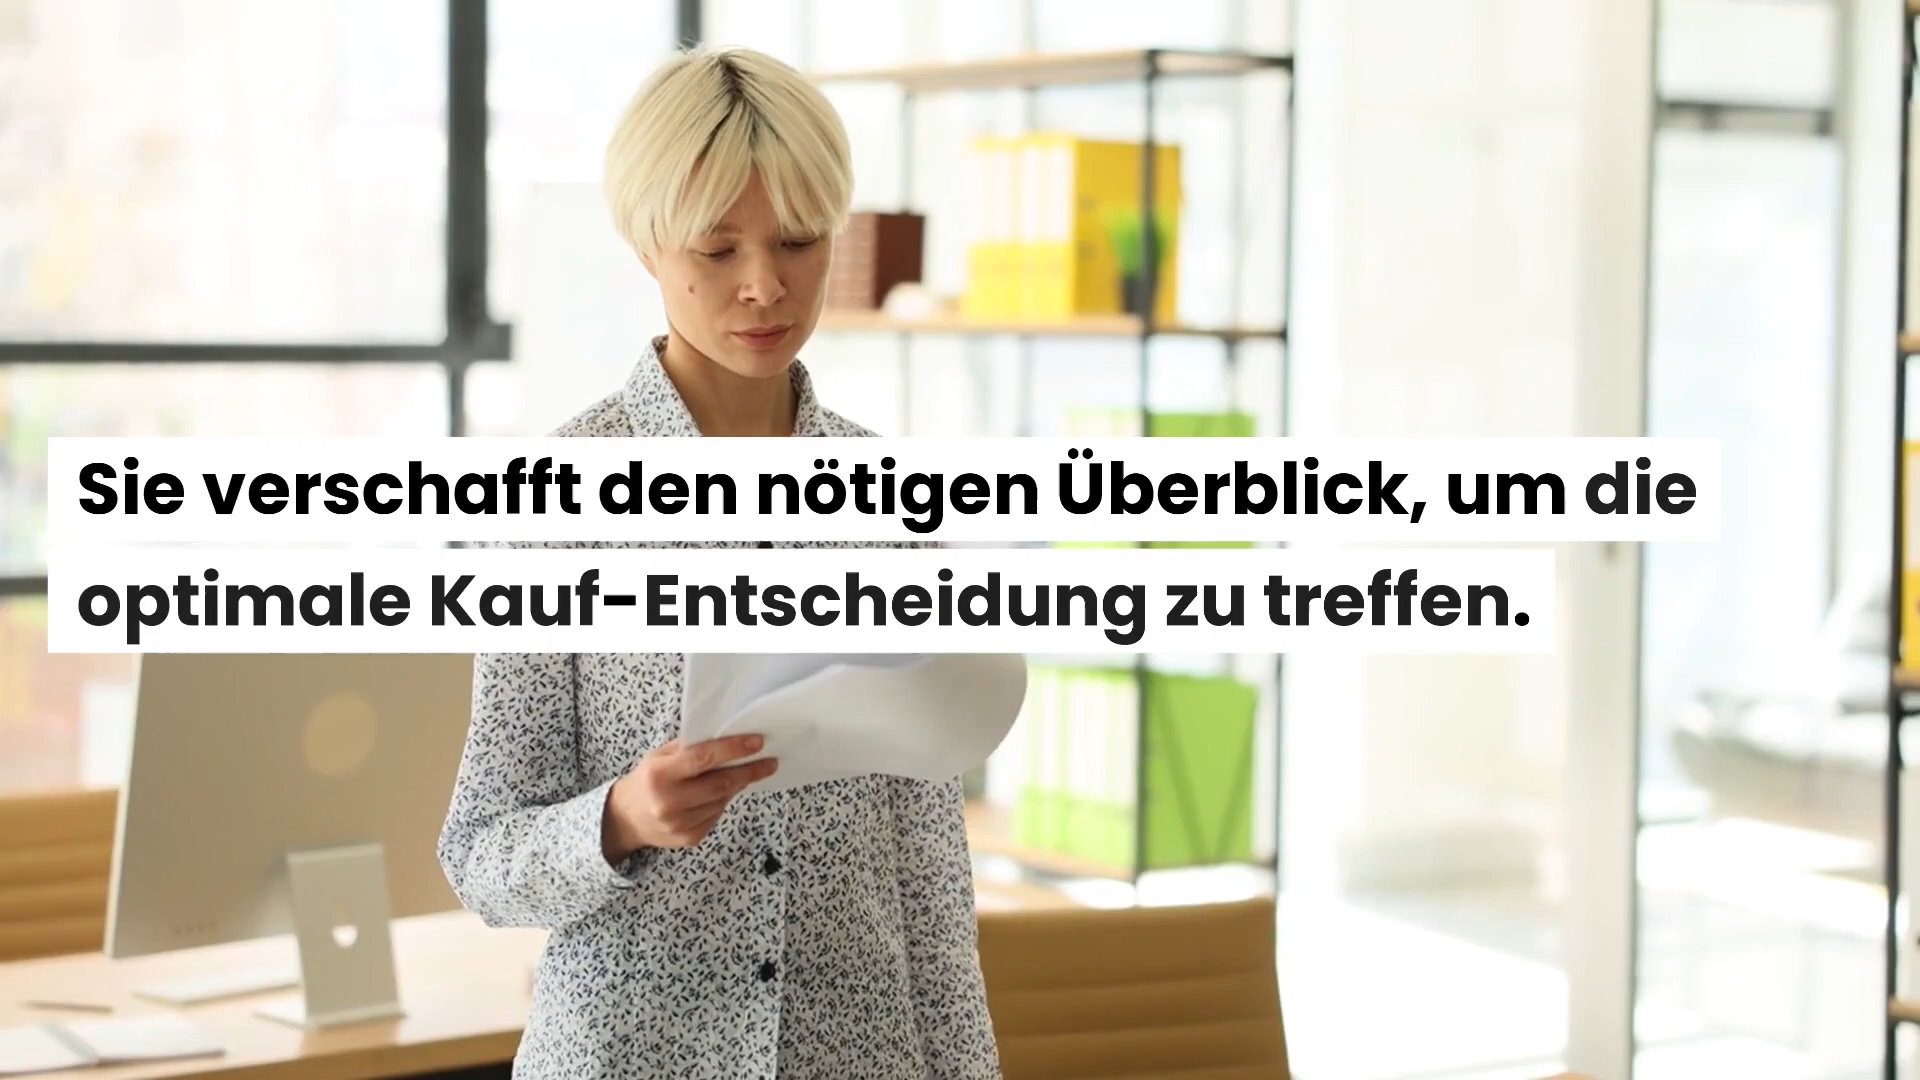 Sie verschafft den nötigen Überblick, um die
optimale Kauf-Entscheidung zu treffen.